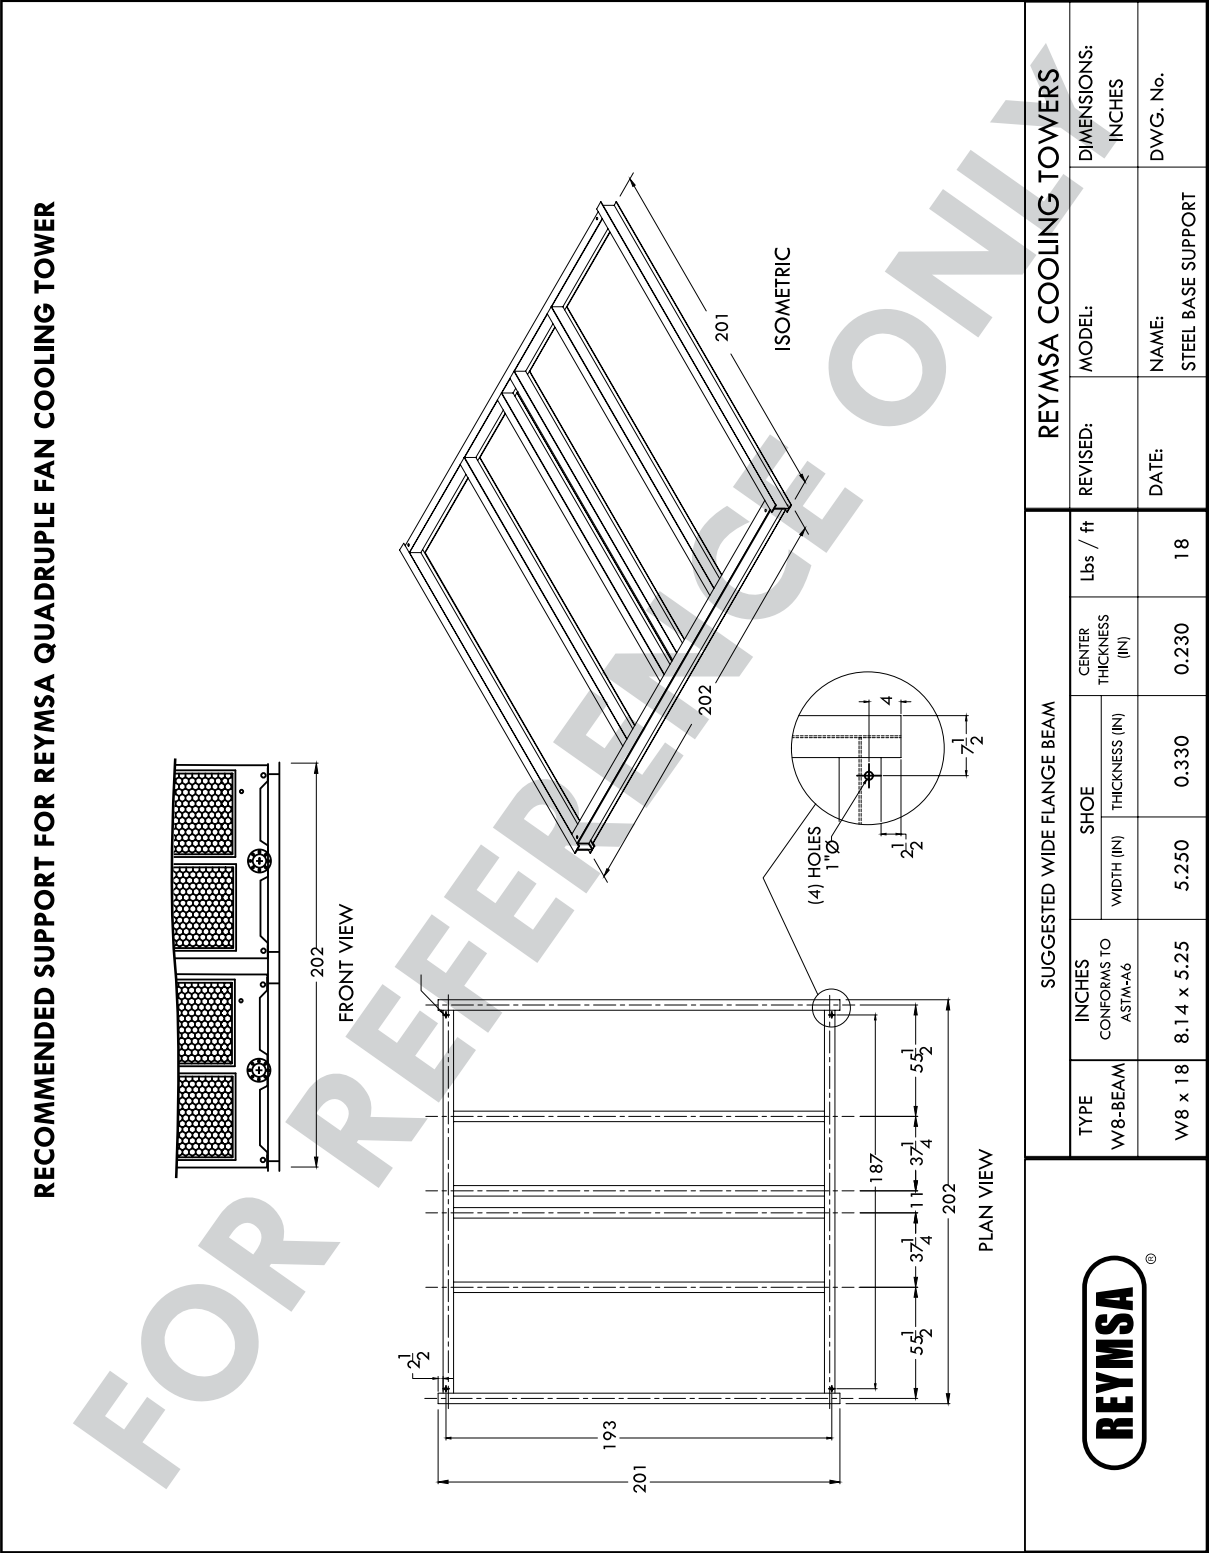 RECOMMENDED SUPPORT FOR REYMSA QUADRUPLE FAN COOLING TOWER
FOR REFERENCE ONLY
202
FRONT VIEW
201
202
ISOMETRIC
2 1/2
193
201
55 1/2
37 1/4
11
37 1/4
55 1/2
187
202
PLAN VIEW
(4) HOLES
1"Ø
2 1/2
4
7 1/2
REYMSA
®
SUGGESTED WIDE FLANGE BEAM
TYPE
W8-BEAM
INCHES
CONFORMS TO
ASTM-A6
SHOE
WIDTH (IN)
THICKNESS (IN)
CENTER
THICKNESS
(IN)
Lbs / ft
W8 x 18
8.14 x 5.25
5.250
0.330
0.230
18
REYMSA COOLING TOWERS
REVISED:
MODEL:
DIMENSIONS:
INCHES
DATE:
NAME:
STEEL BASE SUPPORT
DWG. No.